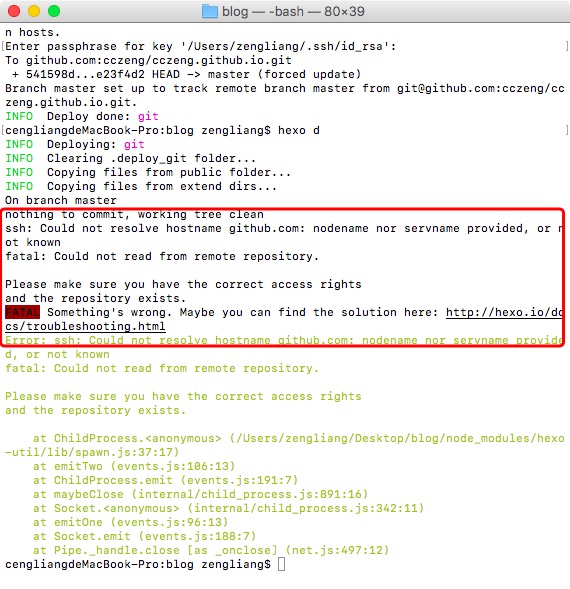 blog — -bash — 80×39
n hosts.
[Enter passphrase for key '/Users/zengliang/.ssh/id_rsa': ]
To github.com:cczeng/cczeng.github.io.git
 + 541598d...e23f4d2 HEAD -> master (forced update)
Branch master set up to track remote branch master from git@github.com:cczeng/cc
zeng.github.io.git.
INFO  Deploy done: git
[cengliangdeMacBook-Pro:blog zengliang$ hexo d ]
INFO  Deploying: git
INFO  Clearing .deploy_git folder...
INFO  Copying files from public folder...
INFO  Copying files from extend dirs...
On branch master
nothing to commit, working tree clean
ssh: Could not resolve hostname github.com: nodename nor servname provided, or n
ot known
fatal: Could not read from remote repository.

Please make sure you have the correct access rights
and the repository exists.
FATAL Something's wrong. Maybe you can find the solution here: http://hexo.io/do
cs/troubleshooting.html
Error: ssh: Could not resolve hostname github.com: nodename nor servname provide
d, or not known
fatal: Could not read from remote repository.

Please make sure you have the correct access rights
and the repository exists.

    at ChildProcess.<anonymous> (/Users/zengliang/Desktop/blog/node_modules/hexo
-util/lib/spawn.js:37:17)
    at emitTwo (events.js:106:13)
    at ChildProcess.emit (events.js:191:7)
    at maybeClose (internal/child_process.js:891:16)
    at Socket.<anonymous> (internal/child_process.js:342:11)
    at emitOne (events.js:96:13)
    at Socket.emit (events.js:188:7)
    at Pipe._handle.close [as _onclose] (net.js:497:12)
cengliangdeMacBook-Pro:blog zengliang$